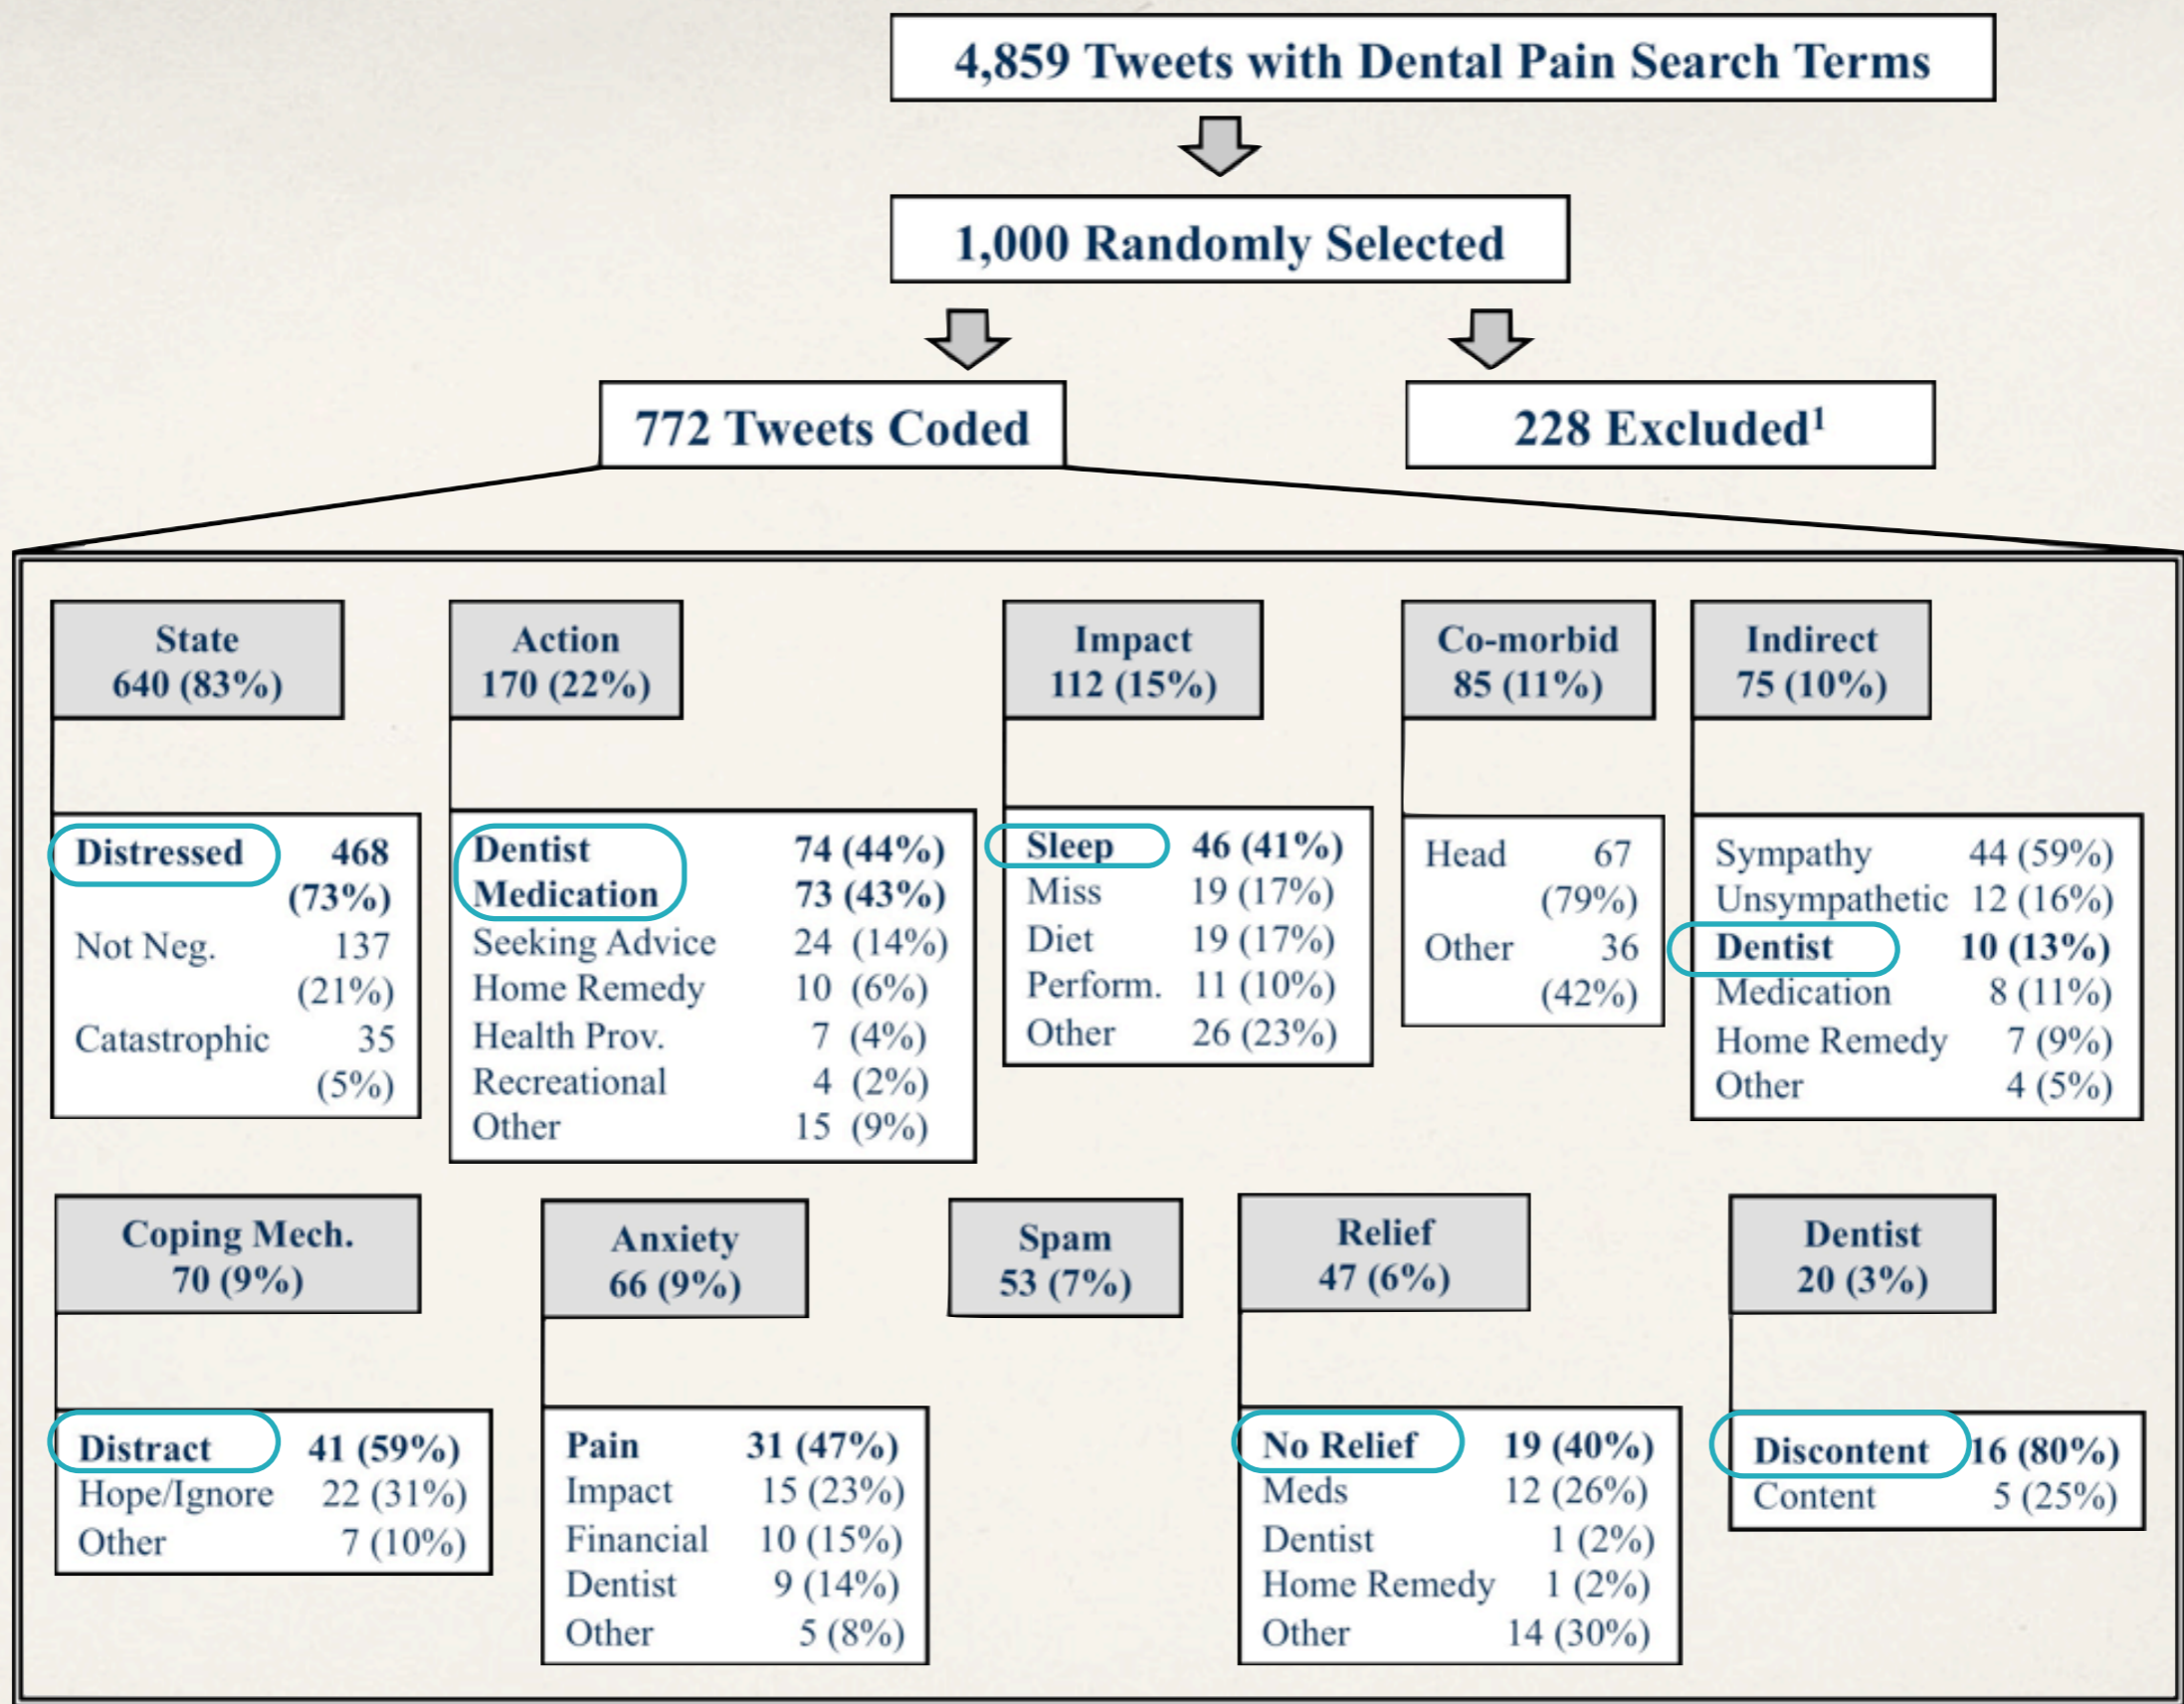 4,859 Tweets with Dental Pain Search Terms
1,000 Randomly Selected
772 Tweets Coded
228 Excluded¹
State
640 (83%)
Distressed 468
(73%)
Not Neg. 137
(21%)
Catastrophic 35
(5%)
Action
170 (22%)
Dentist 74 (44%)
Medication 73 (43%)
Seeking Advice 24 (14%)
Home Remedy 10 (6%)
Health Prov. 7 (4%)
Recreational 4 (2%)
Other 15 (9%)
Impact
112 (15%)
Sleep 46 (41%)
Miss 19 (17%)
Diet 19 (17%)
Perform. 11 (10%)
Other 26 (23%)
Co-morbid
85 (11%)
Head 67
(79%)
Other 36
(42%)
Indirect
75 (10%)
Sympathy 44 (59%)
Unsympathetic 12 (16%)
Dentist 10 (13%)
Medication 8 (11%)
Home Remedy 7 (9%)
Other 4 (5%)
Coping Mech.
70 (9%)
Distract 41 (59%)
Hope/Ignore 22 (31%)
Other 7 (10%)
Anxiety
66 (9%)
Pain 31 (47%)
Impact 15 (23%)
Financial 10 (15%)
Dentist 9 (14%)
Other 5 (8%)
Spam
53 (7%)
Relief
47 (6%)
No Relief 19 (40%)
Meds 12 (26%)
Dentist 1 (2%)
Home Remedy 1 (2%)
Other 14 (30%)
Dentist
20 (3%)
Discontent 16 (80%)
Content 5 (25%)